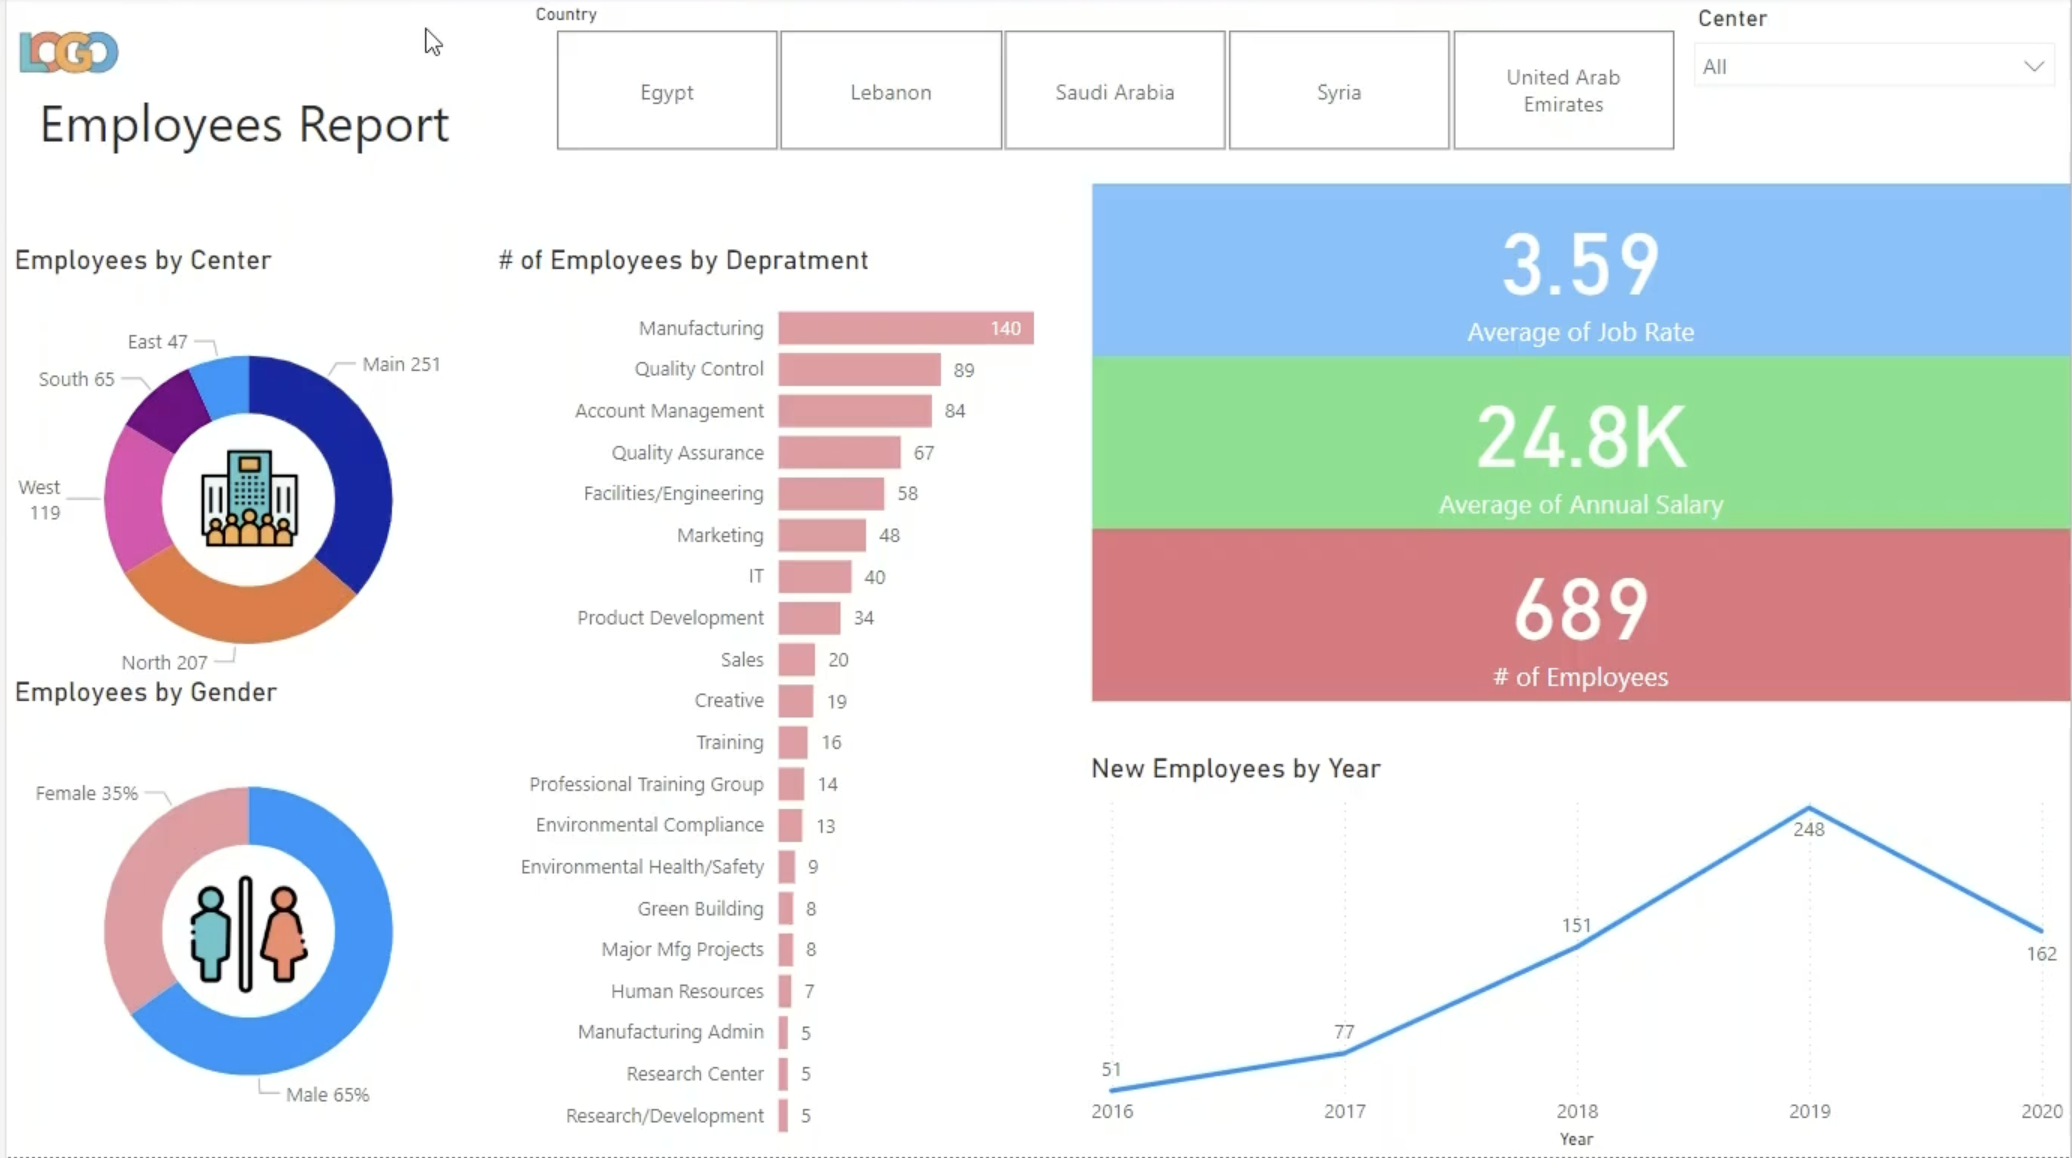 LOGO
Employees Report
Country
Egypt
Lebanon
Saudi Arabia
Syria
United Arab
Emirates
Center
All
Employees by Center
East 47
Main 251
South 65
West
119
North 207
Employees by Gender
Female 35%
Male 65%
# of Employees by Depratment
Manufacturing 140
Quality Control 89
Account Management 84
Quality Assurance 67
Facilities/Engineering 58
Marketing 48
IT 40
Product Development 34
Sales 20
Creative 19
Training 16
Professional Training Group 14
Environmental Compliance 13
Environmental Health/Safety 9
Green Building 8
Major Mfg Projects 8
Human Resources 7
Manufacturing Admin 5
Research Center 5
Research/Development 5
3.59
Average of Job Rate
24.8K
Average of Annual Salary
689
# of Employees
New Employees by Year
51
77
151
248
162
2016 2017 2018 2019 2020
Year